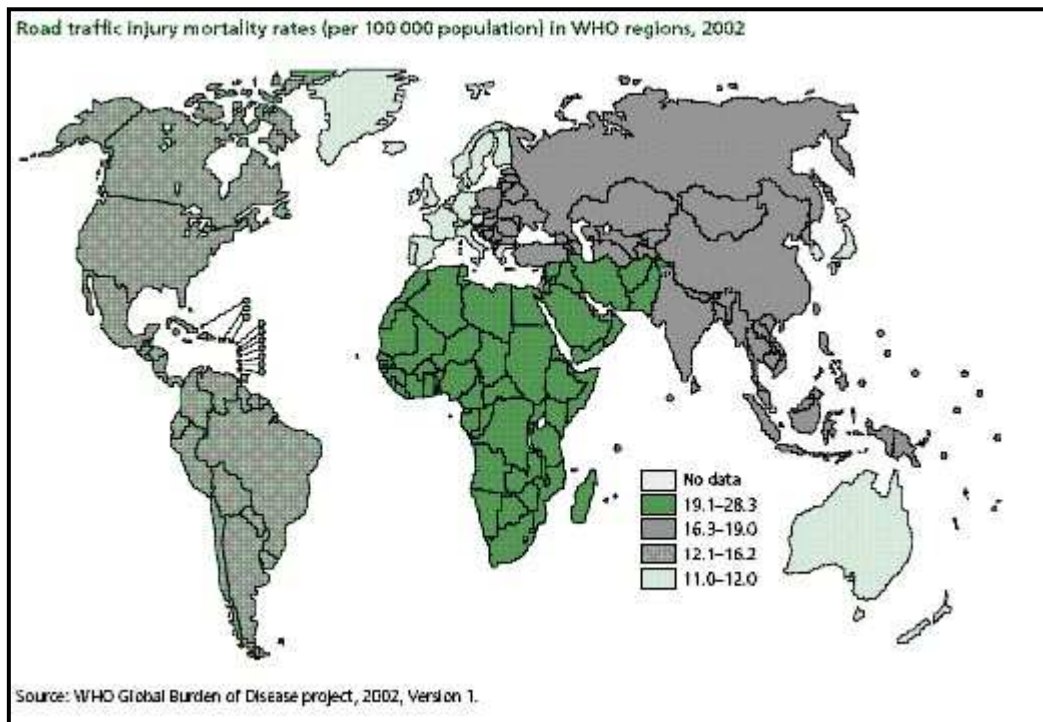 Road traffic injury mortality rates (per 100 000 population) in WHO regions, 2002
No data
19.1–28.3
16.3–19.0
12.1–16.2
11.0–12.0
Source: WHO Global Burden of Disease project, 2002, Version 1.